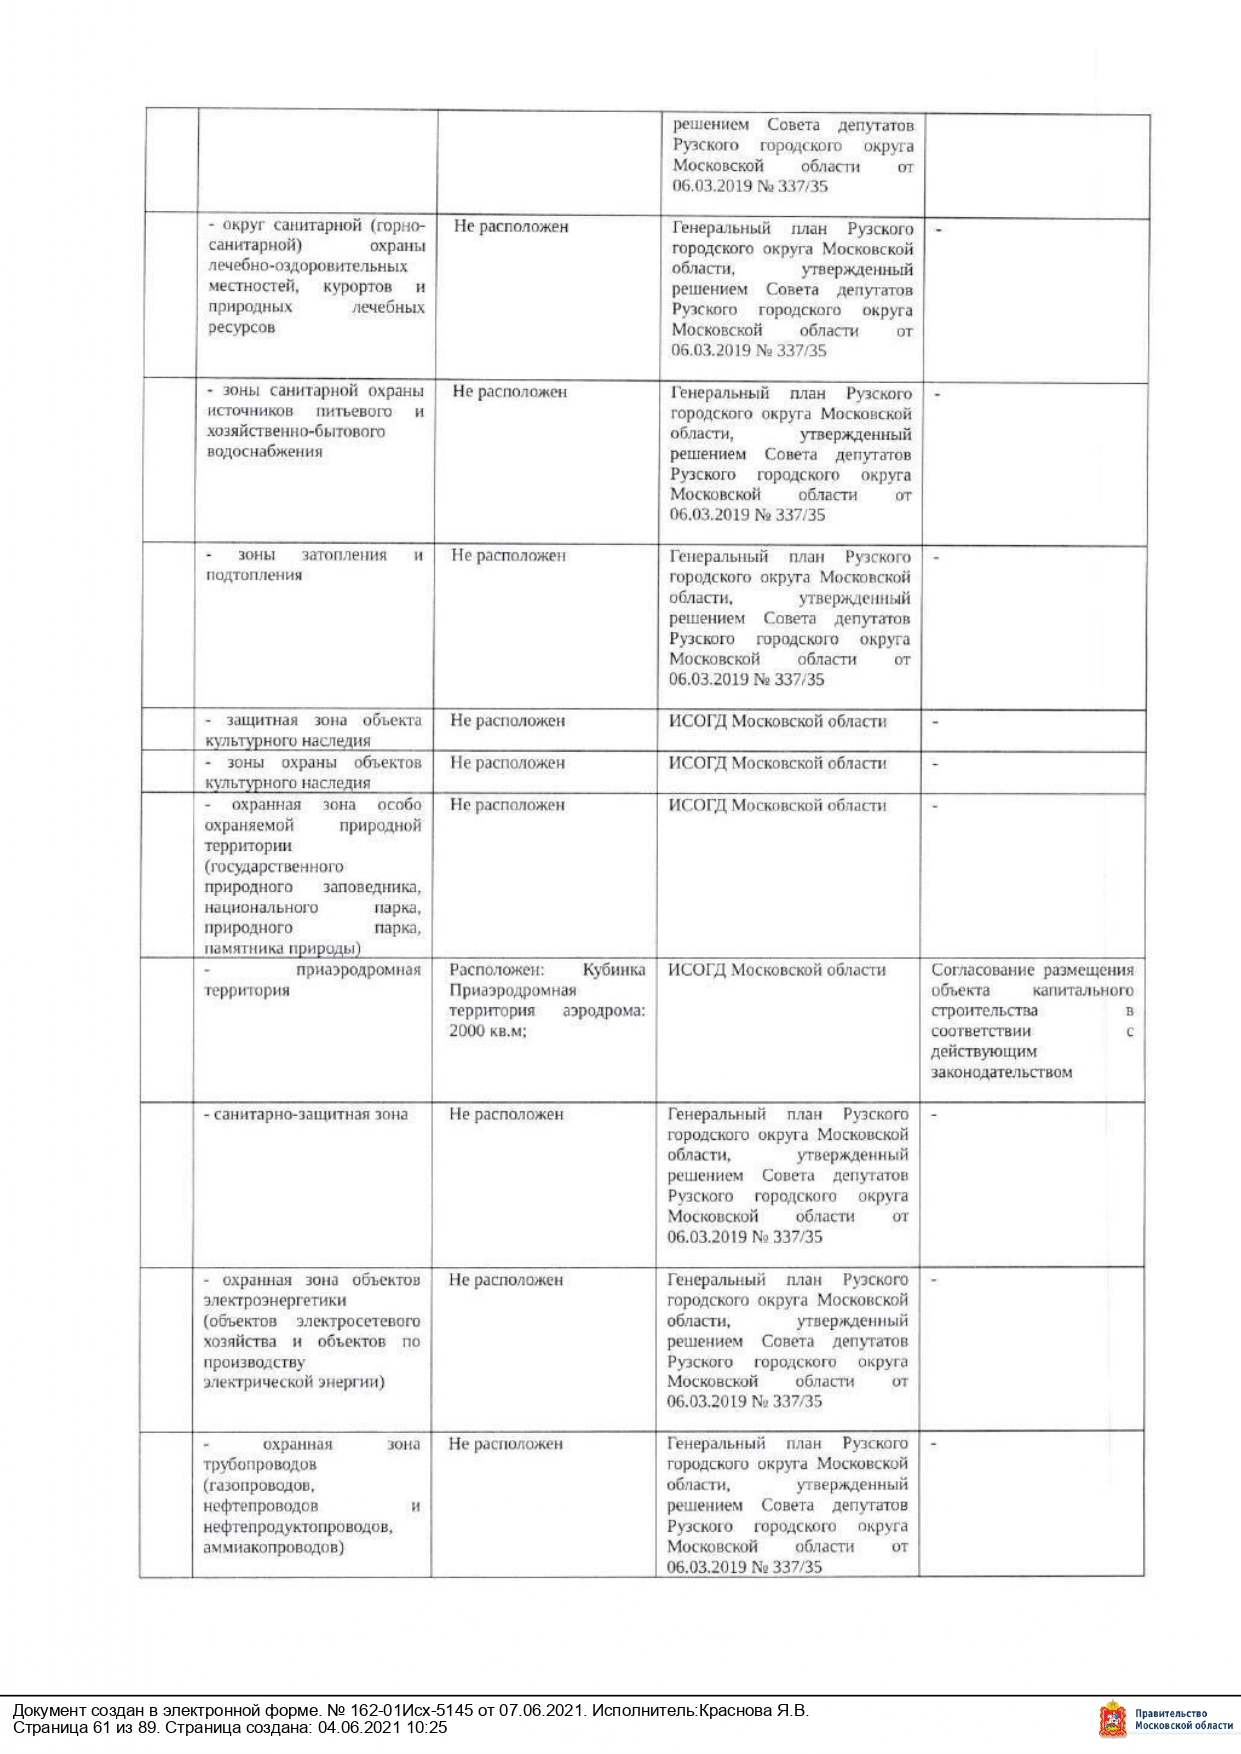 решением Совета депутатов
Рузского городского округа
Московской области от
06.03.2019 № 337/35
- округ санитарной (горно-
санитарной) охраны
лечебно-оздоровительных
местностей, курортов и
природных лечебных
ресурсов
Не расположен
Генеральный план Рузского
городского округа Московской
области, утвержденный
решением Совета депутатов
Рузского городского округа
Московской области от
06.03.2019 № 337/35
-
- зоны санитарной охраны
источников питьевого и
хозяйственно-бытового
водоснабжения
Не расположен
Генеральный план Рузского
городского округа Московской
области, утвержденный
решением Совета депутатов
Рузского городского округа
Московской области от
06.03.2019 № 337/35
-
- зоны затопления и
подтопления
Не расположен
Генеральный план Рузского
городского округа Московской
области, утвержденный
решением Совета депутатов
Рузского городского округа
Московской области от
06.03.2019 № 337/35
-
- защитная зона объекта
культурного наследия
Не расположен
ИСОГД Московской области
-
- зоны охраны объектов
культурного наследия
Не расположен
ИСОГД Московской области
-
- охранная зона особо
охраняемой природной
территории
(государственного
природного заповедника,
национального парка,
природного парка,
памятника природы)
Не расположен
ИСОГД Московской области
-
- приаэродромная
территория
Расположен: Кубинка
Приаэродромная
территория аэродрома:
2000 кв.м;
ИСОГД Московской области
Согласование размещения
объекта капитального
строительства в
соответствии с
действующим
законодательством
- санитарно-защитная зона
Не расположен
Генеральный план Рузского
городского округа Московской
области, утвержденный
решением Совета депутатов
Рузского городского округа
Московской области от
06.03.2019 № 337/35
-
- охранная зона объектов
электроэнергетики
(объектов электросетевого
хозяйства и объектов по
производству
электрической энергии)
Не расположен
Генеральный план Рузского
городского округа Московской
области, утвержденный
решением Совета депутатов
Рузского городского округа
Московской области от
06.03.2019 № 337/35
-
- охранная зона
трубопроводов
(газопроводов,
нефтепроводов и
нефтепродуктопроводов,
аммиакопроводов)
Не расположен
Генеральный план Рузского
городского округа Московской
области, утвержденный
решением Совета депутатов
Рузского городского округа
Московской области от
06.03.2019 № 337/35
-
Документ создан в электронной форме. № 162-01Исх-5145 от 07.06.2021. Исполнитель:Краснова Я.В.
Страница 61 из 89. Страница создана: 04.06.2021 10:25
Правительство
Московской области